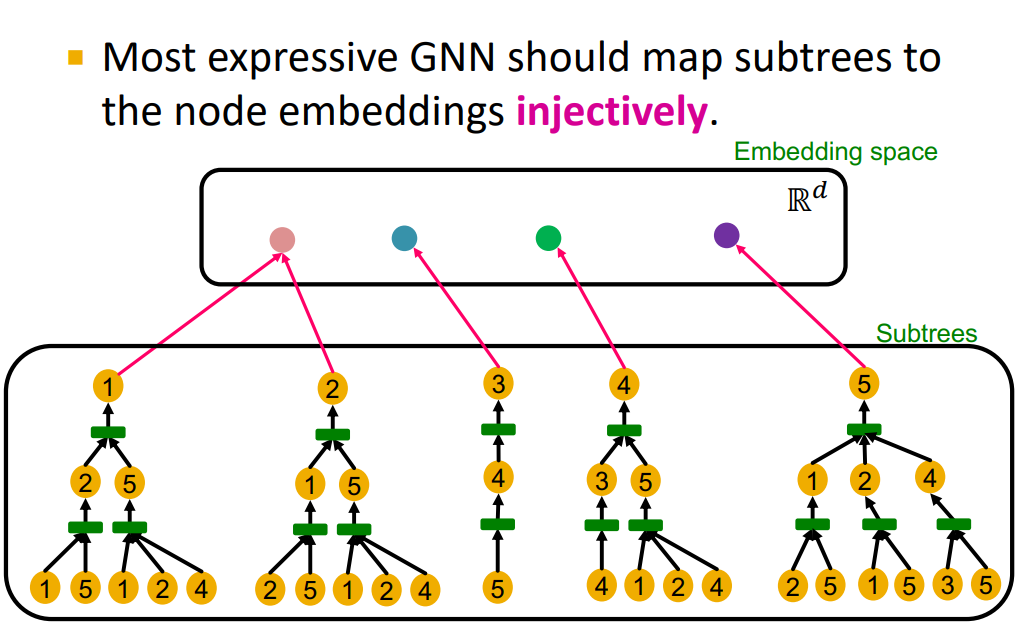 Most expressive GNN should map subtrees to
the node embeddings injectively.
Embedding space
ℝ^d
Subtrees
1 2 3 4 5
2 5 1 5 4 3 5 1 2 4
1 5 1 2 4 2 5 1 2 4 5 4 1 2 4 2 5 1 5 3 5